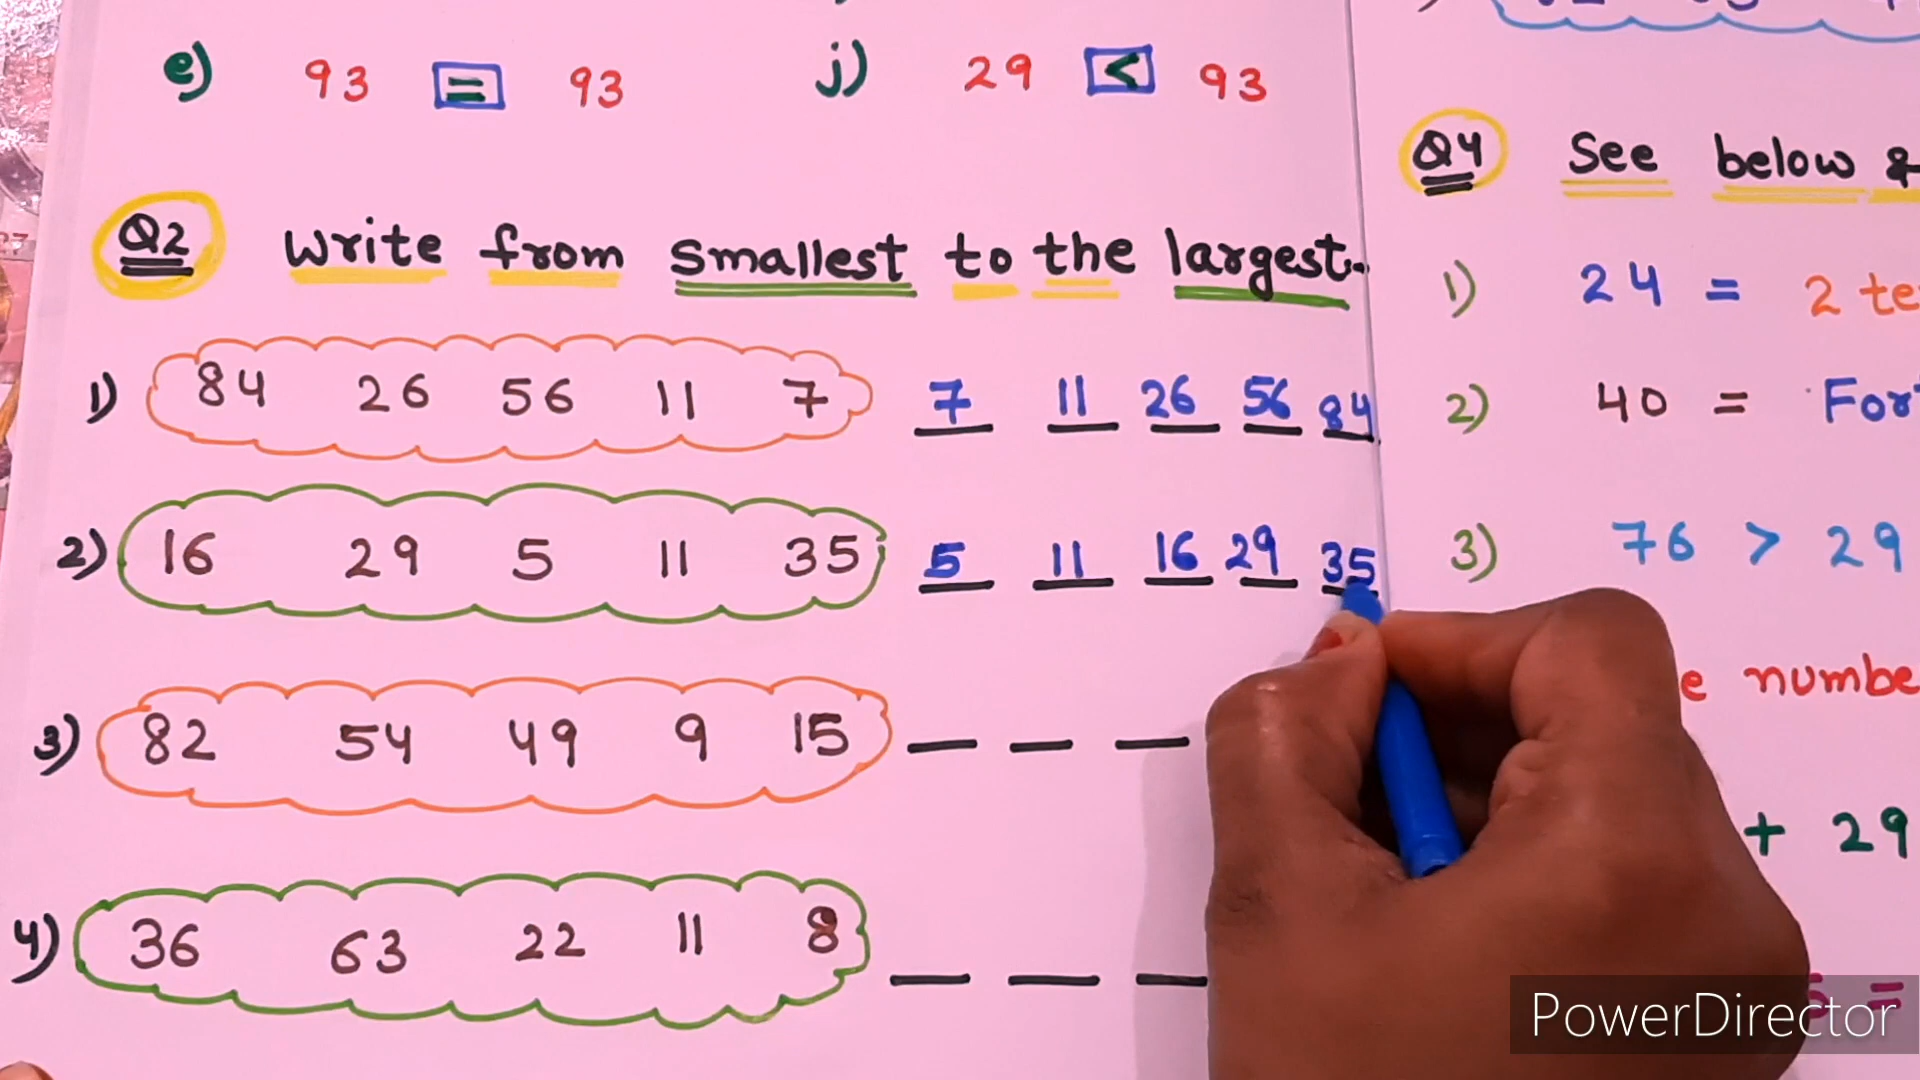 e) 93 = 93
j) 29 < 93
Q2 Write from smallest to the largest.
1) 84 26 56 11 7 7 11 26 56 84
2) 16 29 5 11 35 5 11 16 29 35
3) 82 54 49 9 15
4) 36 63 22 11 8
Q4 See below &
1) 24 = 2 te
2) 40 = For
3) 76 > 29
numbe
+ 29
=
PowerDirector